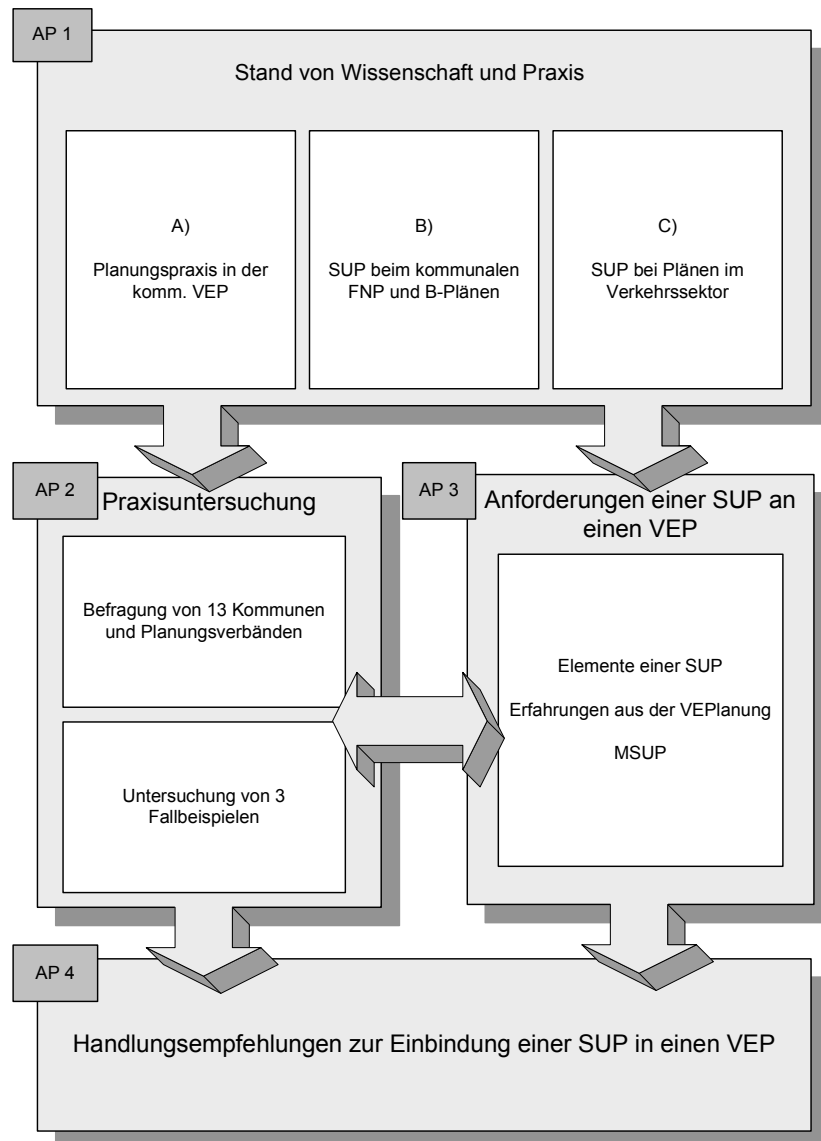 AP 1
Stand von Wissenschaft und Praxis
A)
Planungspraxis in der
komm. VEP
B)
SUP beim kommunalen
FNP und B-Plänen
C)
SUP bei Plänen im
Verkehrssektor
AP 2
Praxisuntersuchung
Befragung von 13 Kommunen
und Planungsverbänden
Untersuchung von 3
Fallbeispielen
AP 3
Anforderungen einer SUP an
einen VEP
Elemente einer SUP
Erfahrungen aus der VEPlanung
MSUP
AP 4
Handlungsempfehlungen zur Einbindung einer SUP in einen VEP